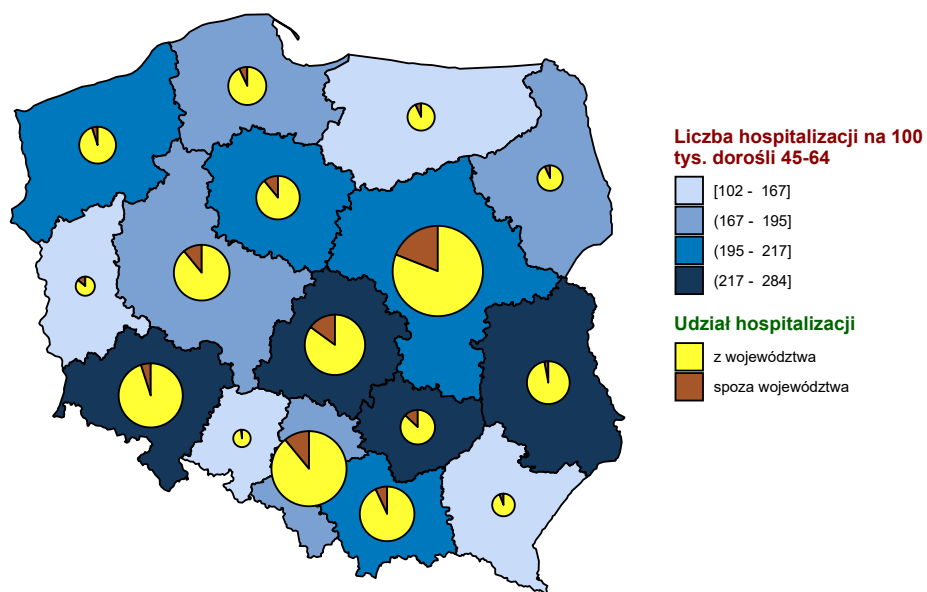 Liczba hospitalizacji na 100
tys. dorośli 45-64
[102 - 167]
(167 - 195]
(195 - 217]
(217 - 284]
Udział hospitalizacji
z województwa
spoza województwa